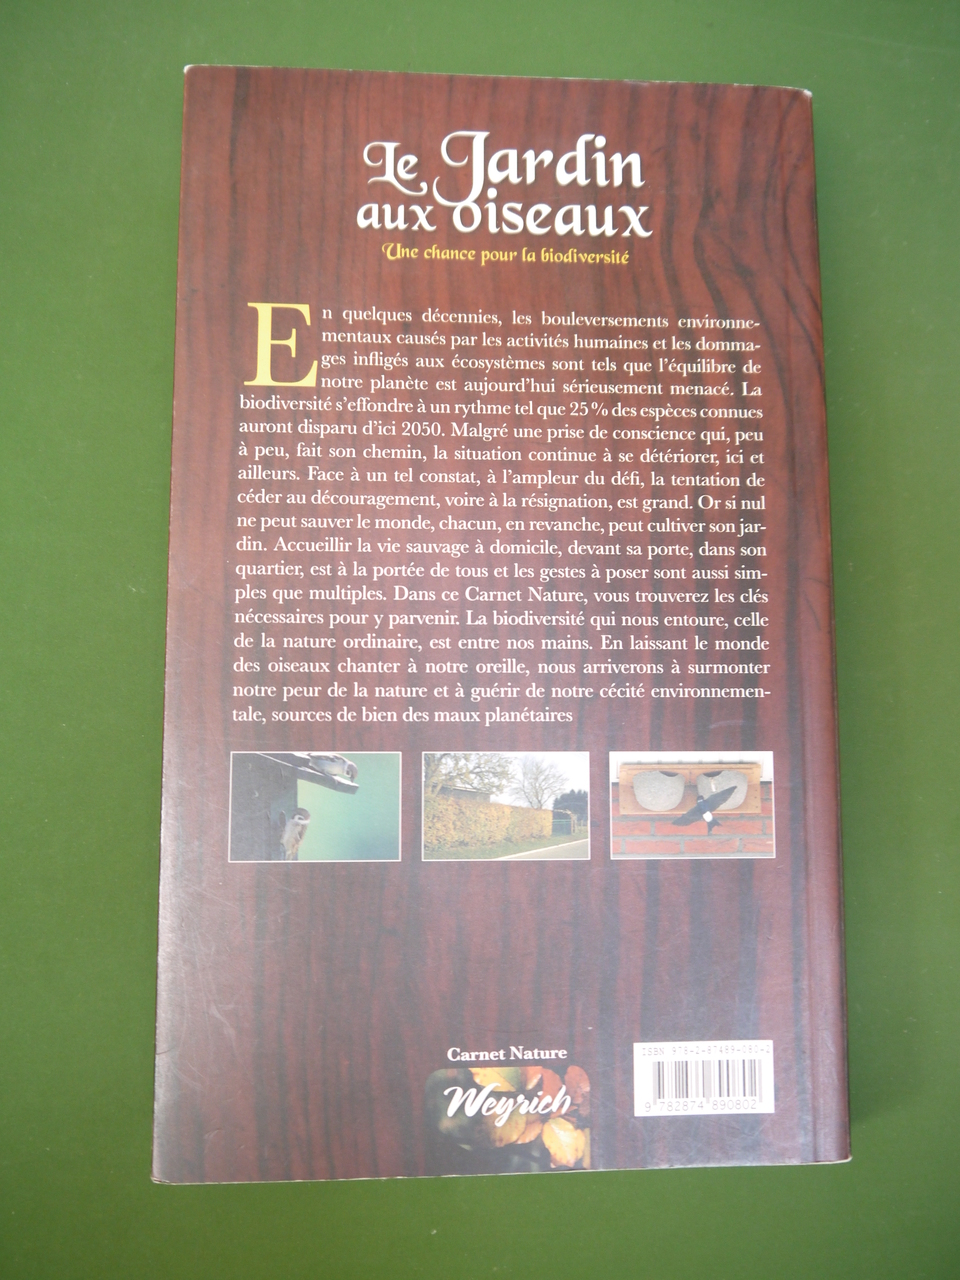 Le Jardin
aux oiseaux
Une chance pour la biodiversité
En quelques décennies, les bouleversements environne-
mentaux causés par les activités humaines et les domma-
ges infligés aux écosystèmes sont tels que l'équilibre de
notre planète est aujourd'hui sérieusement menacé. La
biodiversité s'effondre à un rythme tel que 25 % des espèces connues
auront disparu d'ici 2050. Malgré une prise de conscience qui, peu
à peu, fait son chemin, la situation continue à se détériorer, ici et
ailleurs. Face à un tel constat, à l'ampleur du défi, la tentation de
céder au découragement, voire à la résignation, est grand. Or si nul
ne peut sauver le monde, chacun, en revanche, peut cultiver son jar-
din. Accueillir la vie sauvage à domicile, devant sa porte, dans son
quartier, est à la portée de tous et les gestes à poser sont aussi sim-
ples que multiples. Dans ce Carnet Nature, vous trouverez les clés
nécessaires pour y parvenir. La biodiversité qui nous entoure, celle
de la nature ordinaire, est entre nos mains. En laissant le monde
des oiseaux chanter à notre oreille, nous arriverons à surmonter
notre peur de la nature et à guérir de notre cécité environnemen-
tale, sources de bien des maux planétaires
Carnet Nature
Weyrich
ISBN 978-2-87489-080-2
9 782874 890802